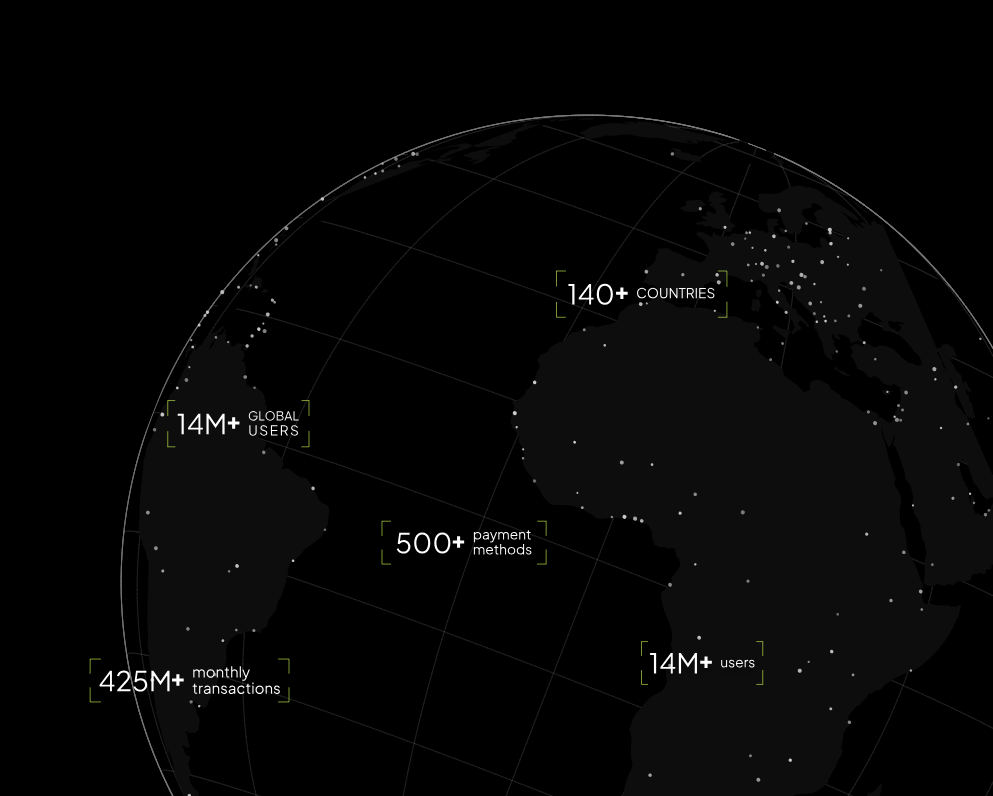 140+ COUNTRIES
14M+ GLOBAL
USERS
500+ payment
methods
14M+ users
425M+ monthly
transactions